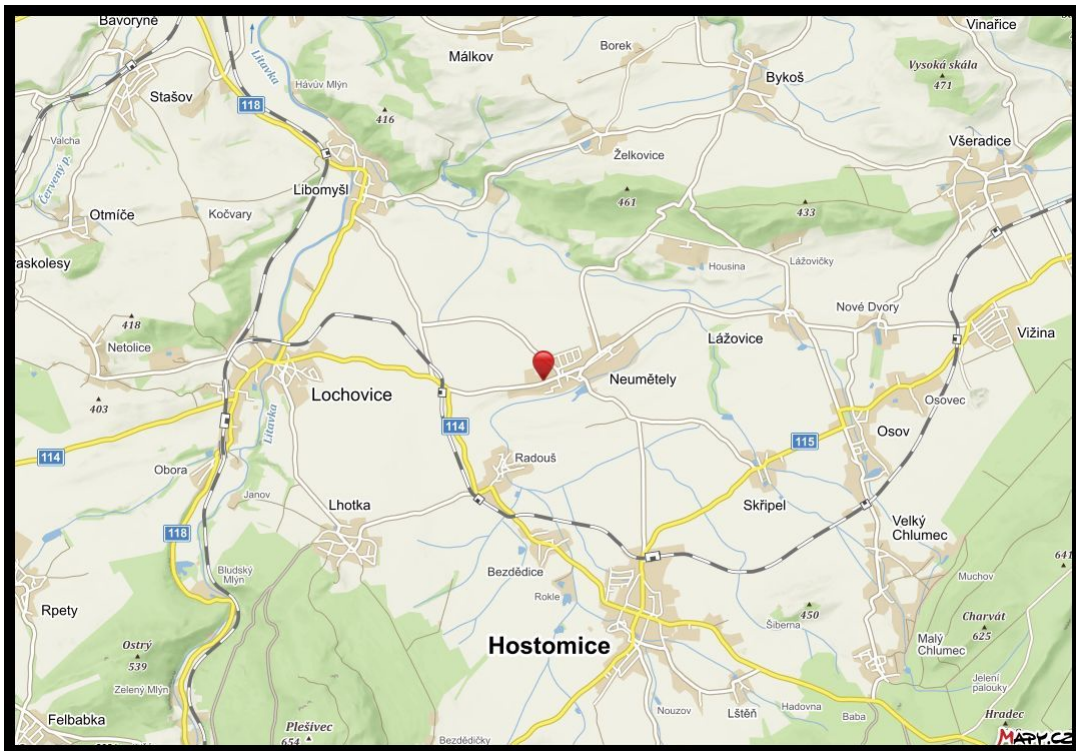 Bavoryně
Vinařice
Málkov
Borek
Bykoš
Vysoká skála
471
Stašov
Litavka
Hávův Mlýn
118
416
Valcha
Všeradice
Želkovice
Červený p.
Libomyšl
461
433
Otmíče
Kočvary
askolesy
Housina
Lážovičky
Nové Dvory
418
Netolice
Lážovice
Vižina
Neumětely
Lochovice
403
Osovec
Litavka
114
Osov
115
114
Radouš
Obora
Janov
Lhotka
Skřipel
Velký
Chlumec
118
641
Bludský
Mlýn
Bezdědice
Muchov
Rokle
Rpety
450
Šiberna
Charvát
625
Ostrý
539
Hostomice
Malý
Chlumec
Zelený Mlýn
Jelení
palouky
Felbabka
Plešivec
654
Nouzov
Lštěň
Hadovna
Baba
Hradec
Bezdědičky
MAPY.CZ